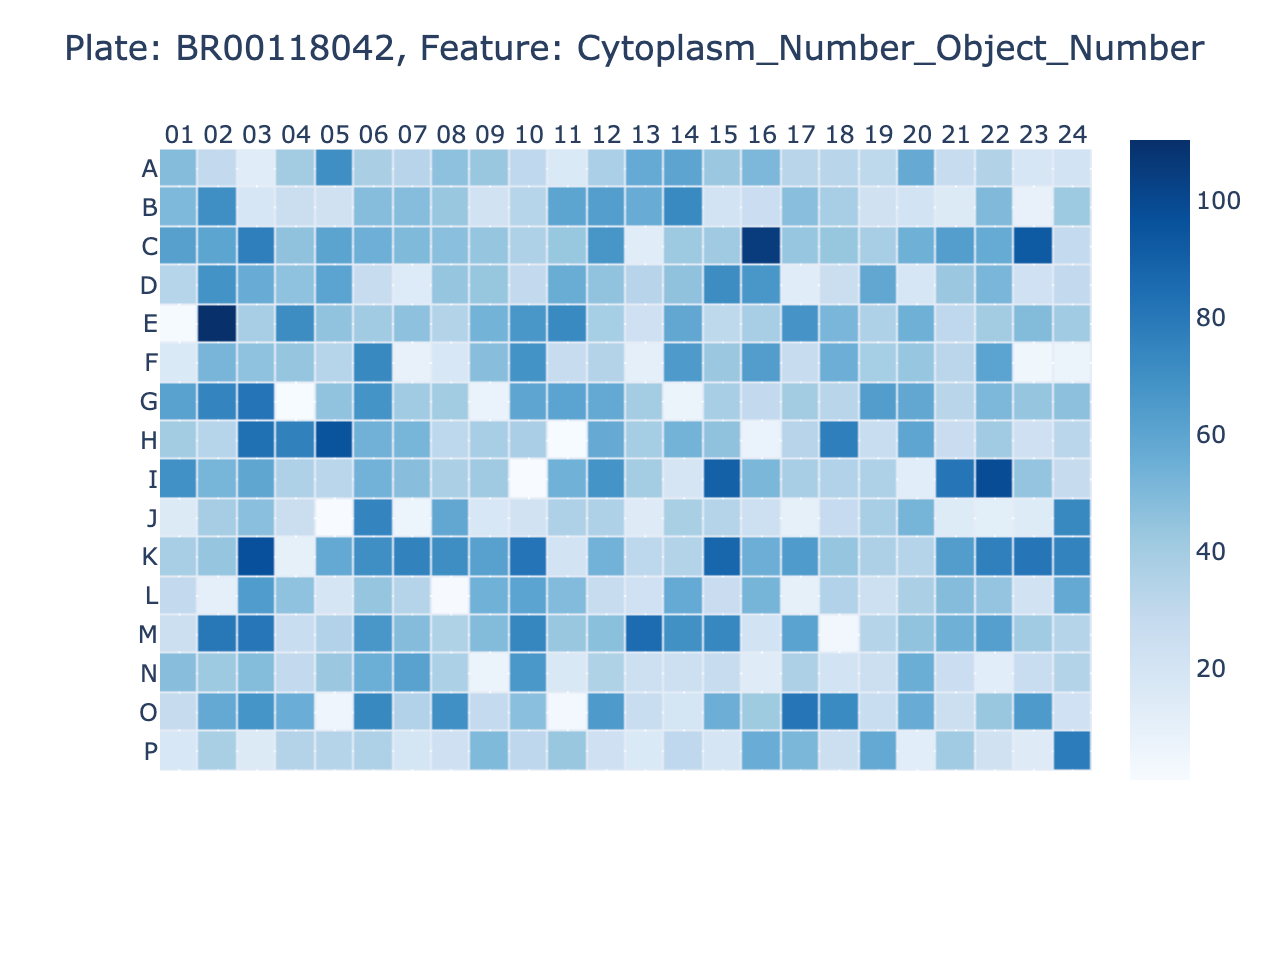 Plate: BR00118042, Feature: Cytoplasm_Number_Object_Number
01 02 03 04 05 06 07 08 09 10 11 12 13 14 15 16 17 18 19 20 21 22 23 24
A
B
C
D
E
F
G
H
I
J
K
L
M
N
O
P
100
80
60
40
20